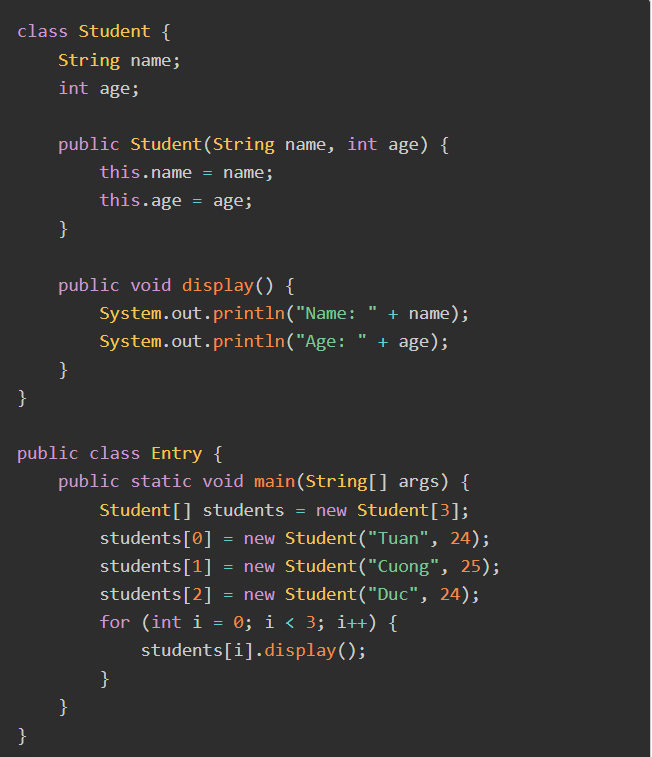 class Student {
    String name;
    int age;

    public Student(String name, int age) {
        this.name = name;
        this.age = age;
    }

    public void display() {
        System.out.println("Name: " + name);
        System.out.println("Age: " + age);
    }
}

public class Entry {
    public static void main(String[] args) {
        Student[] students = new Student[3];
        students[0] = new Student("Tuan", 24);
        students[1] = new Student("Cuong", 25);
        students[2] = new Student("Duc", 24);
        for (int i = 0; i < 3; i++) {
            students[i].display();
        }
    }
}